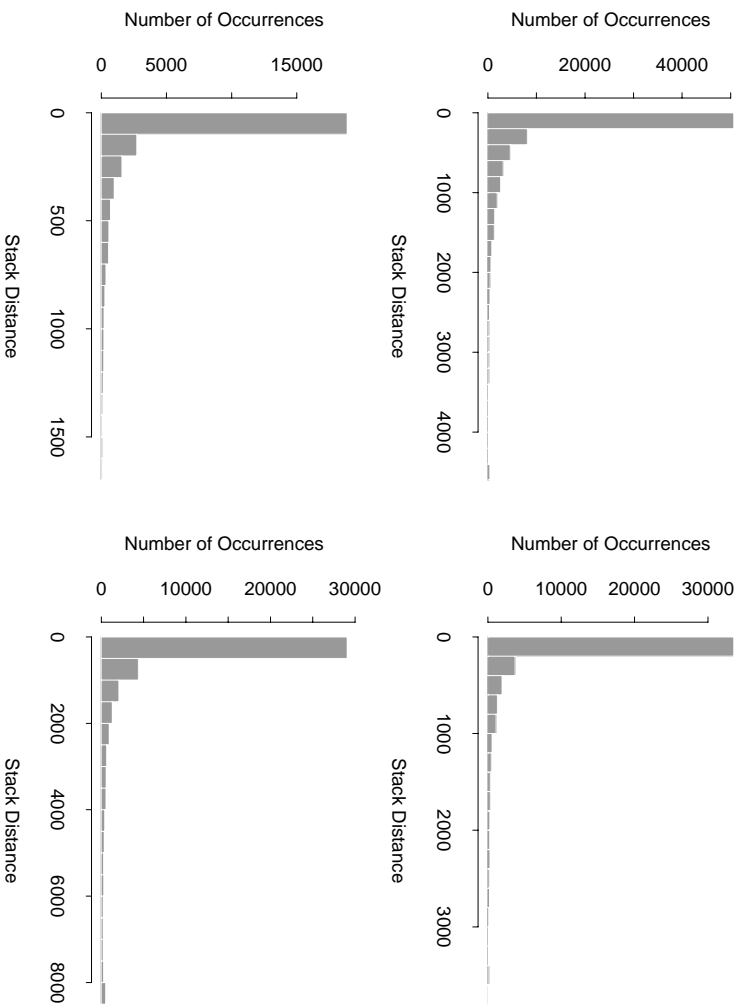 Number of Occurrences
0 5000 15000
0 500 1000 1500
Stack Distance
Number of Occurrences
0 20000 40000
0 1000 2000 3000 4000
Stack Distance
Number of Occurrences
0 10000 20000 30000
0 2000 4000 6000 8000
Stack Distance
Number of Occurrences
0 10000 20000 30000
0 1000 2000 3000
Stack Distance